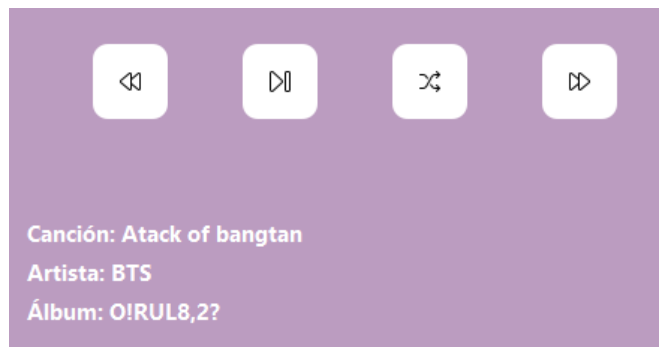 Canción: Atack of bangtan
Artista: BTS
Álbum: O!RUL8,2?